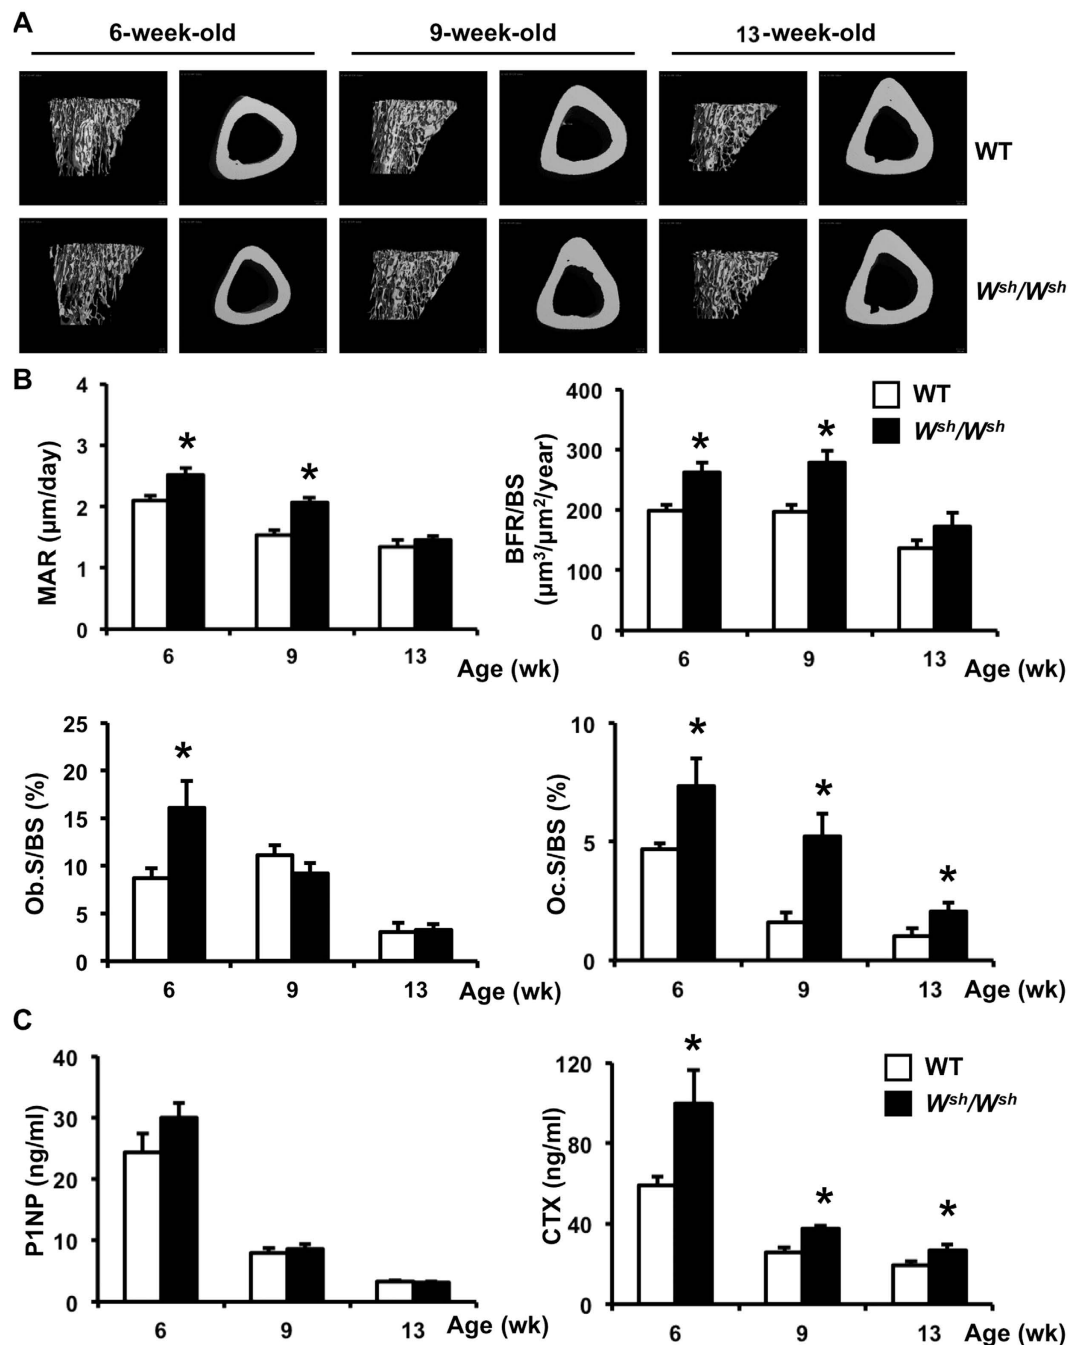 A
6-week-old 9-week-old 13-week-old
WT
Wsh/Wsh
B
4
3
2
1
0
MAR (µm/day)
* *
6 9 13 Age (wk)
400
300
200
100
0
BFR/BS
(µm3/µm2/year)
* *
WT
Wsh/Wsh
6 9 13 Age (wk)
25
20
15
10
5
0
Ob.S/BS (%)
*
6 9 13 Age (wk)
10
5
0
Oc.S/BS (%)
* * *
6 9 13 Age (wk)
C
40
30
20
10
0
P1NP (ng/ml)
6 9 13 Age (wk)
120
80
40
0
CTX (ng/ml)
* * *
WT
Wsh/Wsh
6 9 13 Age (wk)